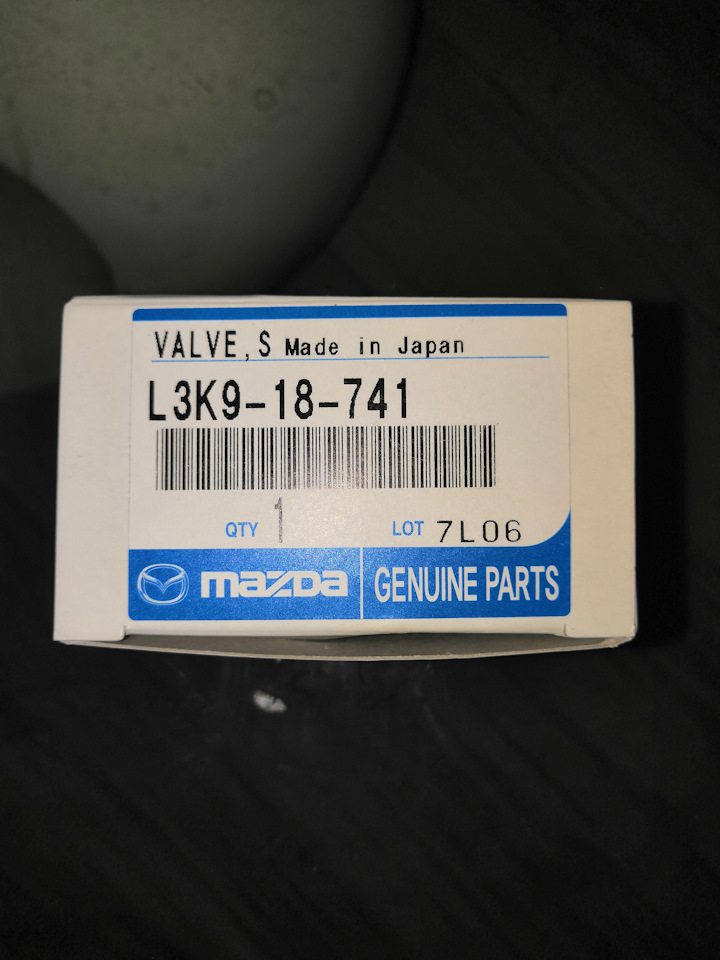 VALVE,S Made in Japan
L3K9-18-741
QTY 1 LOT 7L06
mazda GENUINE PARTS